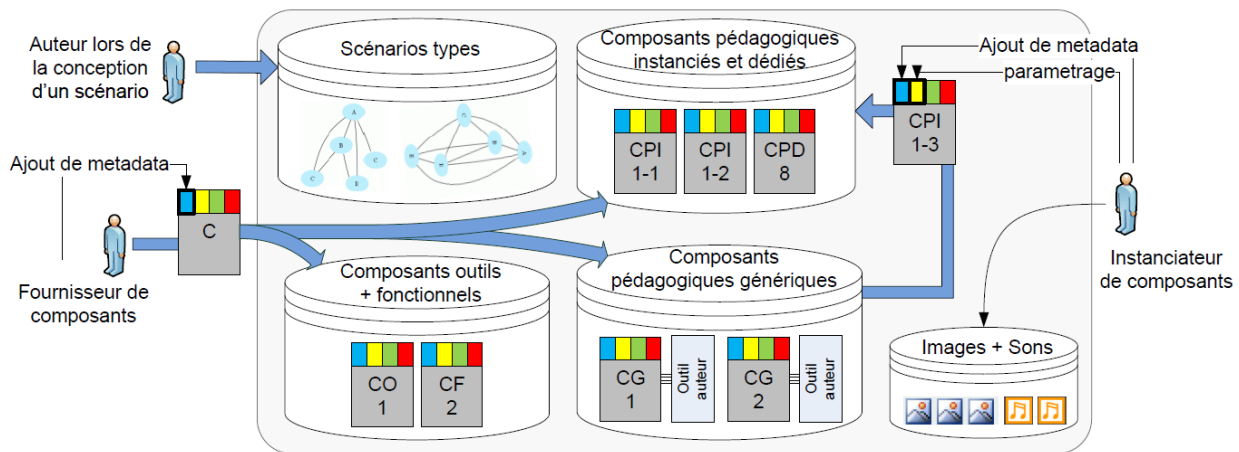 Auteur lors de
la conception
d'un scénario
Scénarios types
A
B
C
C
E
Composants pédagogiques
instanciés et dédiés
CPI
1-1
CPI
1-2
CPD
8
Ajout de metadata
parametrage
CPI
1-3
Ajout de metadata
C
Fournisseur de
composants
Composants outils
+ fonctionnels
CO
1
CF
2
Composants
pédagogiques génériques
CG
1
Outil
auteur
CG
2
Outil
auteur
Instanciateur
de composants
Images + Sons